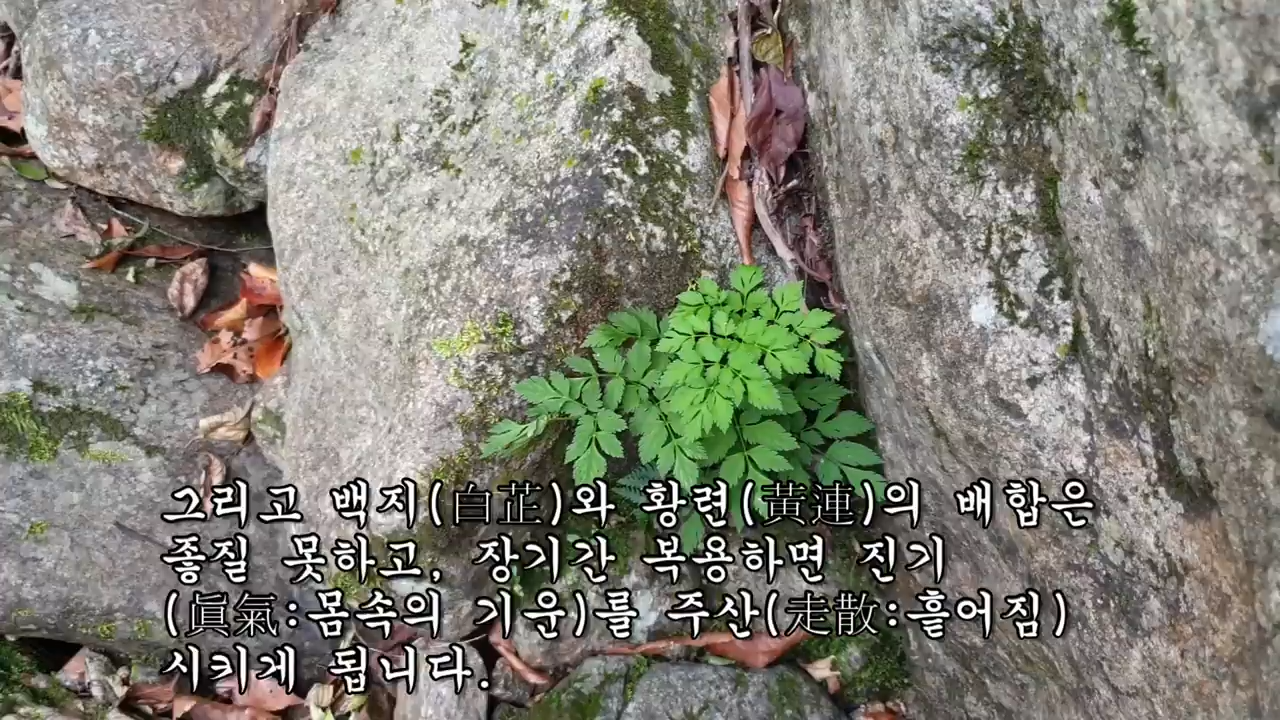 그리고 백지(白芷)와 황련(黃連)의 배합은
좋질 못하고, 장기간 복용하면 진기
(眞氣:몸속의 기운)를 주산(走散:흩어짐)
시키게 됩니다.